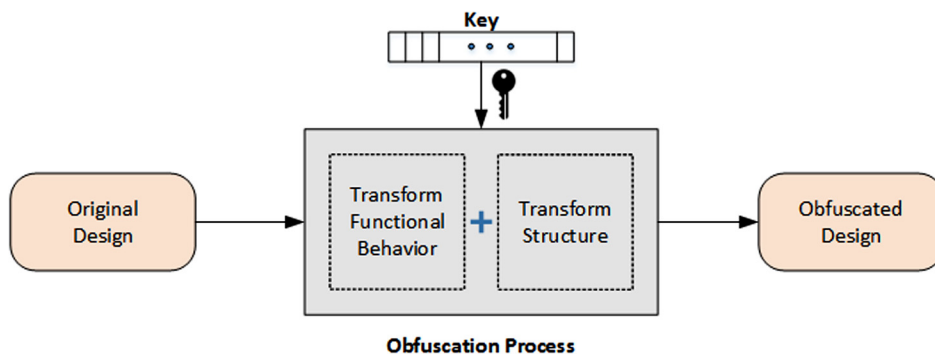 Key
Original
Design
Transform
Functional
Behavior
+
Transform
Structure
Obfuscated
Design
Obfuscation Process